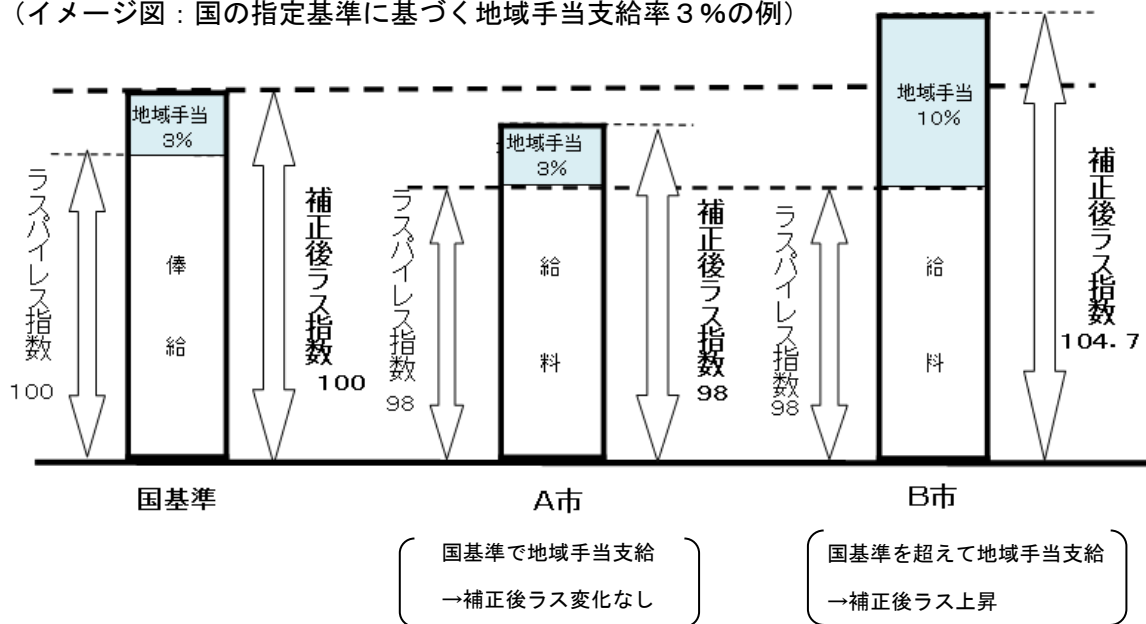 （イメージ図：国の指定基準に基づく地域手当支給率３％の例）
地域手当
3%
俸給
ラスパイレス指数
100
補正後ラス指数
100
国基準
地域手当
3%
給料
ラスパイレス指数
98
補正後ラス指数
98
A市
地域手当
10%
給料
ラスパイレス指数
98
補正後ラス指数
104.7
B市
国基準で地域手当支給
→補正後ラス変化なし
国基準を超えて地域手当支給
→補正後ラス上昇